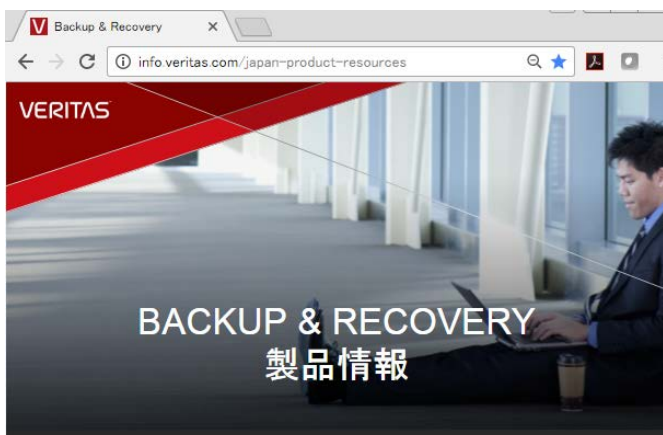 Backup & Recovery
info.veritas.com/japan-product-resources
VERITAS
BACKUP & RECOVERY
製品情報